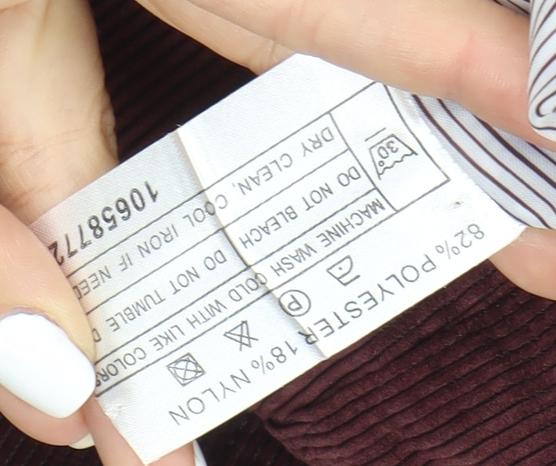 82% POLYESTER 18% NYLON
30°
P
MACHINE WASH COLD WITH LIKE COLORS
DO NOT BLEACH DO NOT TUMBLE D
DRY CLEAN, COOL IRON IF NEED
10658772